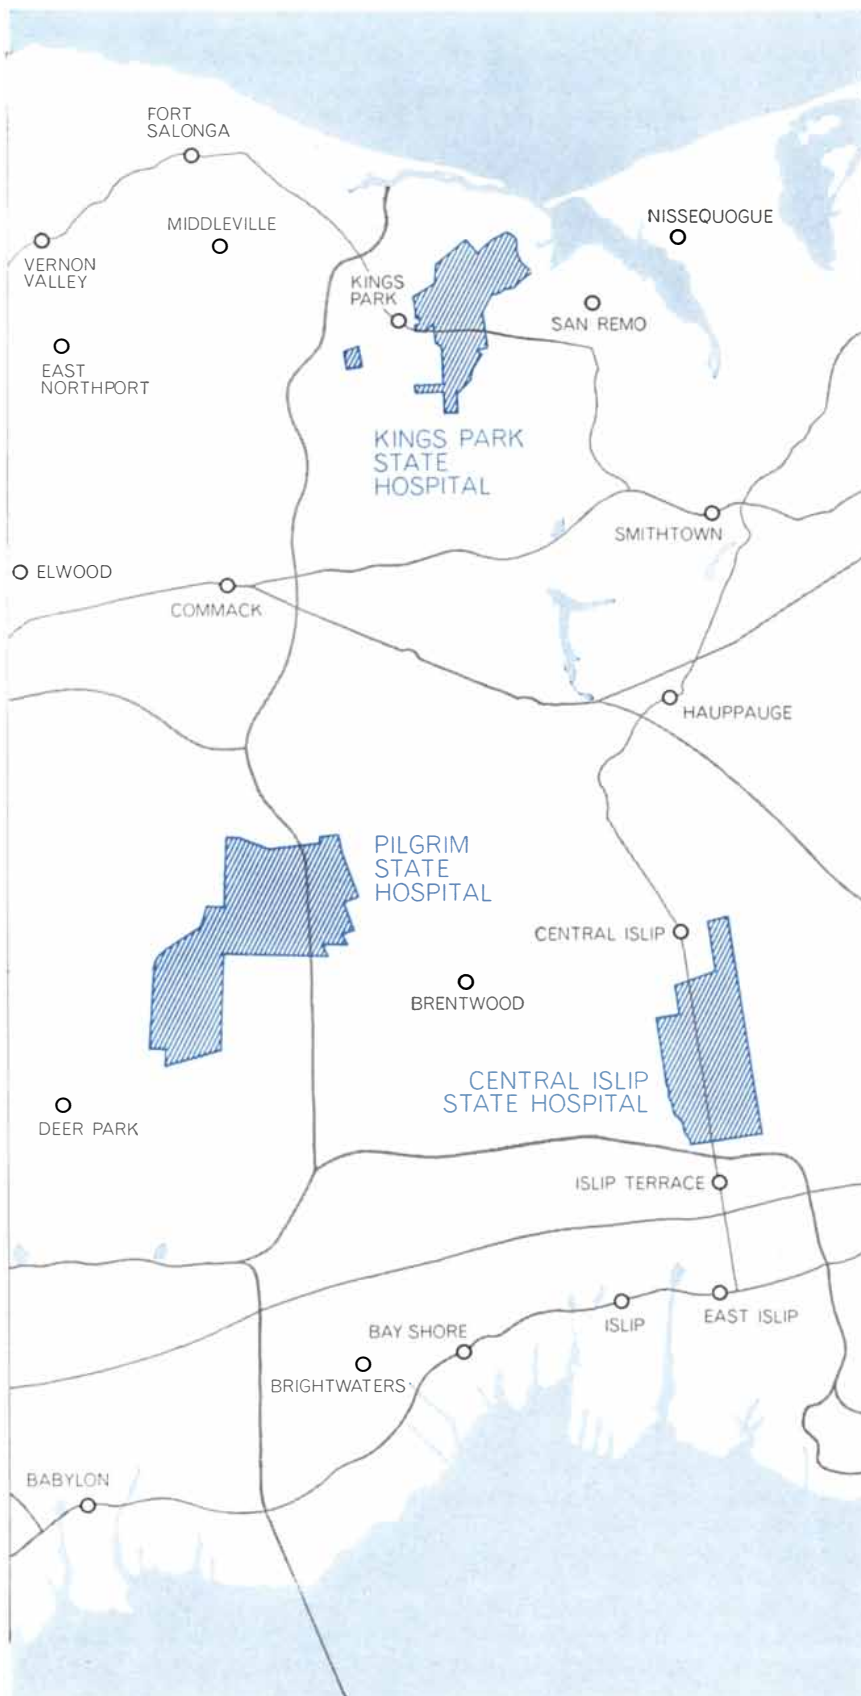 FORT
SALONGA
MIDDLEVILLE
NISSEQUOGUE
VERNON
VALLEY
KINGS
PARK
SAN REMO
EAST
NORTHPORT
KINGS PARK
STATE
HOSPITAL
SMITHTOWN
ELWOOD
COMMACK
HAUPPAUGE
PILGRIM
STATE
HOSPITAL
CENTRAL ISLIP
BRENTWOOD
CENTRAL ISLIP
STATE HOSPITAL
DEER PARK
ISLIP TERRACE
EAST ISLIP
ISLIP
BAY SHORE
BRIGHTWATERS
BABYLON